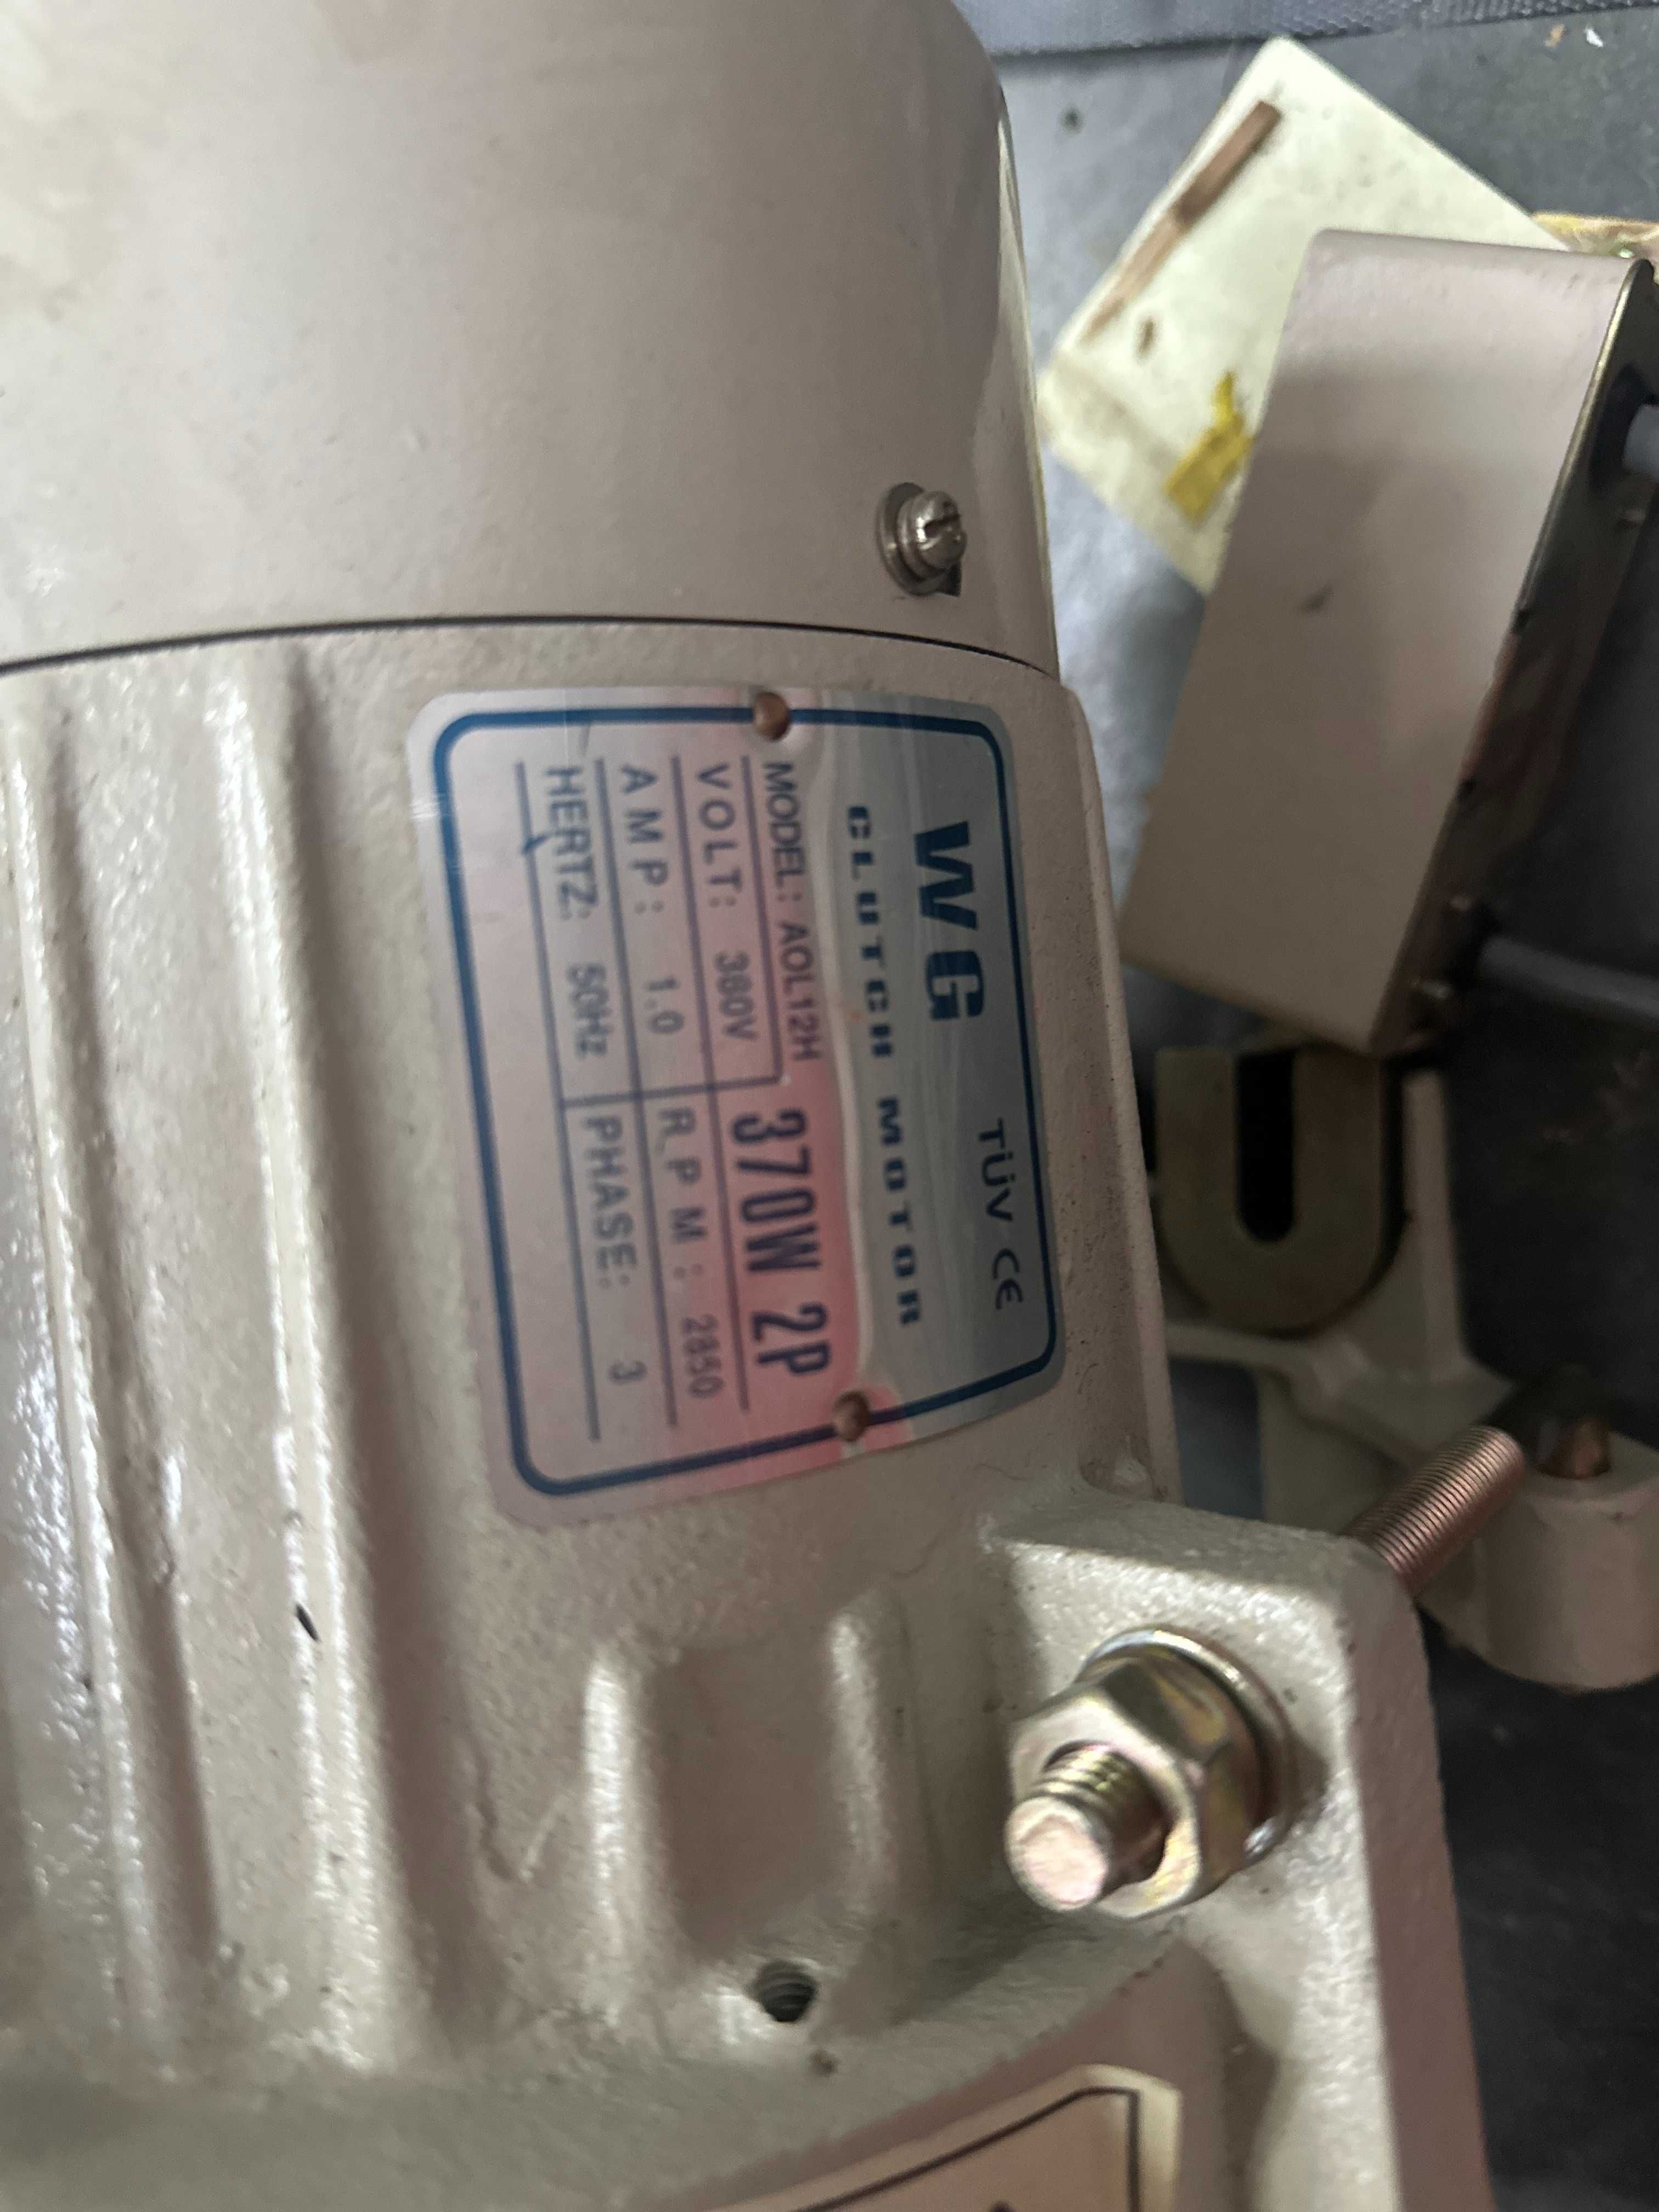 WG TÜV CE
CLUTCH MOTOR
MODEL: AOL12H 370W 2P
VOLT: 380V
AMP: 1.0 RPM: 2850
HERTZ: 50Hz PHASE: 3